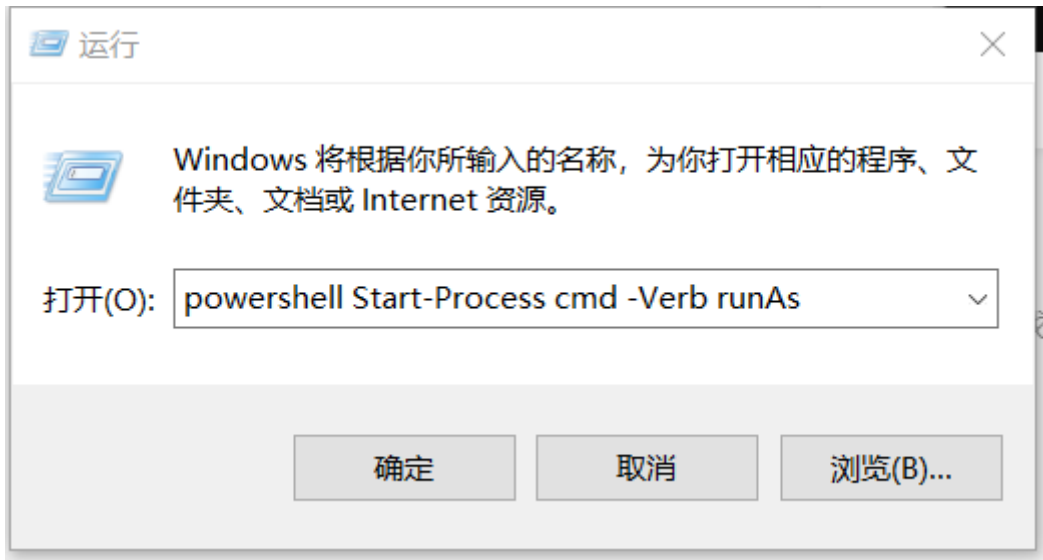 运行
Windows 将根据你所输入的名称，为你打开相应的程序、文
件夹、文档或 Internet 资源。
打开(O): powershell Start-Process cmd -Verb runAs
确定 取消 浏览(B)...